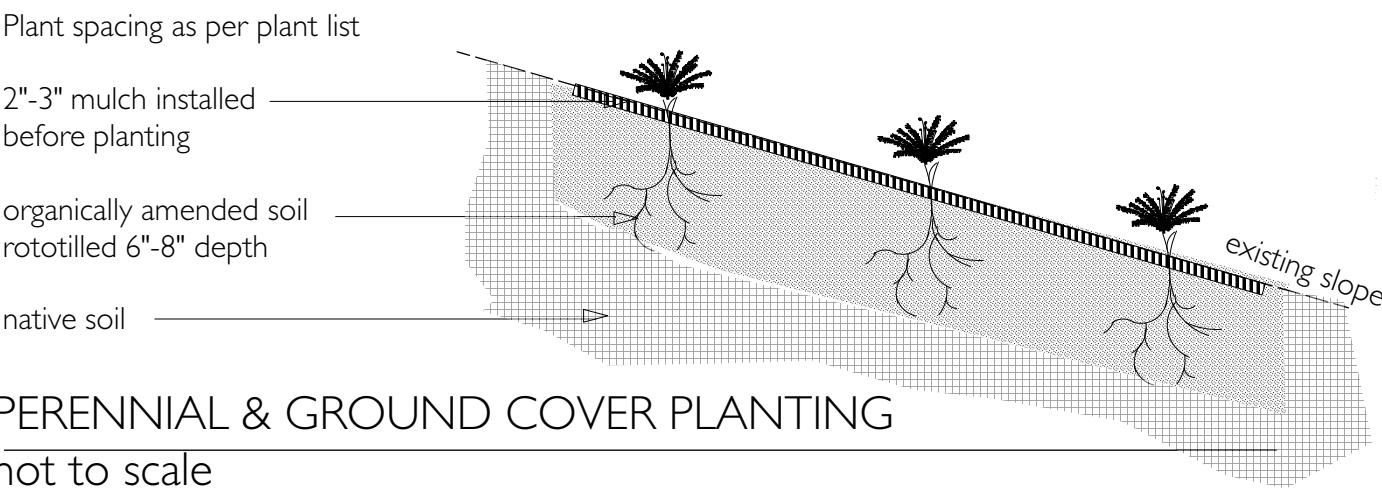 Plant spacing as per plant list
2"-3" mulch installed
before planting
organically amended soil
rototilled 6"-8" depth
native soil
existing slope
PERENNIAL & GROUND COVER PLANTING
not to scale